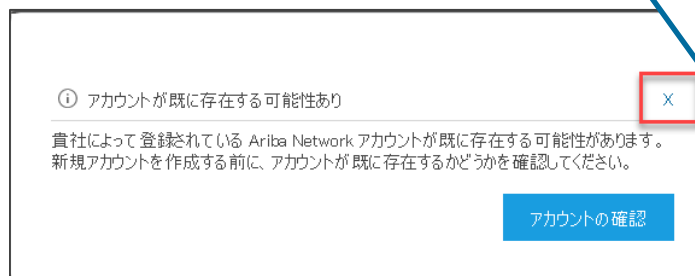 アカウントが既に存在する可能性あり X
貴社によって登録されている Ariba Network アカウントが既に存在する可能性があります。
新規アカウントを作成する前に、アカウントが既に存在するかどうかを確認してください。
アカウントの確認